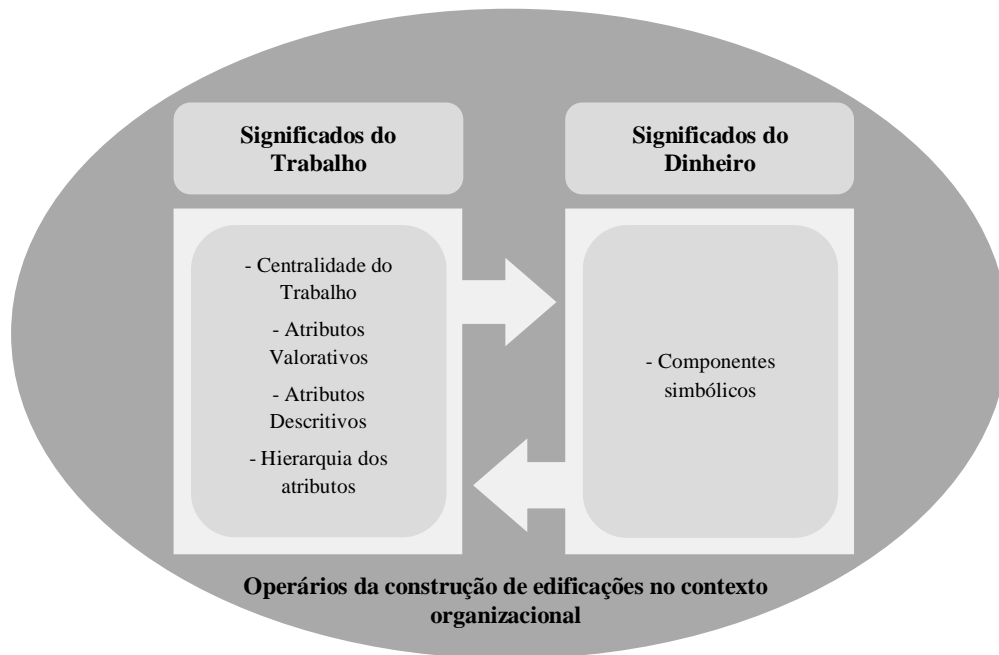 Significados do
Trabalho
- Centralidade do
Trabalho
- Atributos
Valorativos
- Atributos
Descritivos
- Hierarquia dos
atributos
Significados do
Dinheiro
- Componentes
simbólicos
Operários da construção de edificações no contexto
organizacional